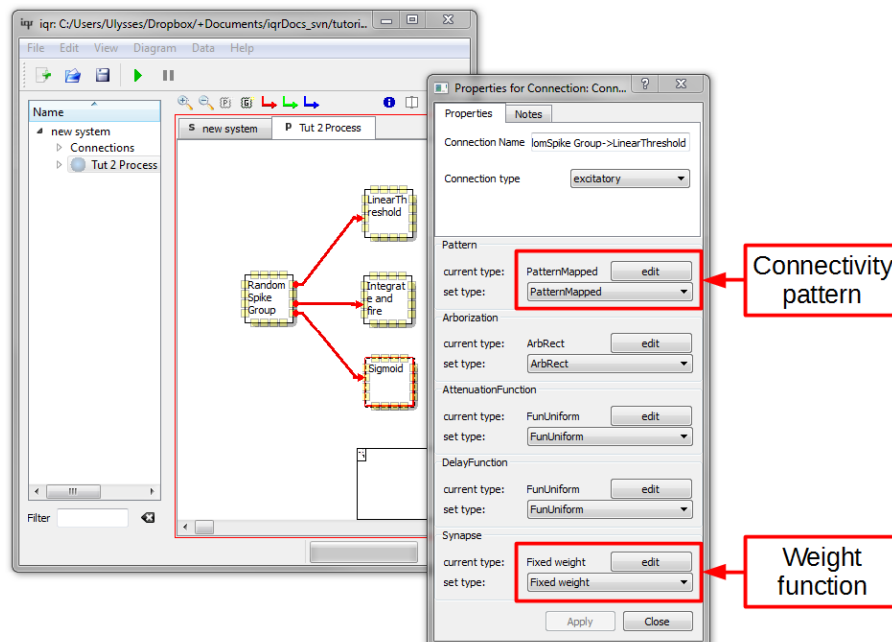 iqr iqr: C:/Users/Ulysses/Dropbox/+Documents/iqrDocs_svn/tutori...
File Edit View Diagram Data Help
Name
new system
Connections
Tut 2 Process
Filter
S new system
P Tut 2 Process
LinearTh
reshold
Random
Spike
Group
Integrat
e and
fire
Sigmoid
Properties for Connection: Conn...
Properties Notes
Connection Name lomSpike Group->LinearThreshold
Connection type excitatory
Pattern
current type: PatternMapped edit
set type: PatternMapped
Arborization
current type: ArbRect edit
set type: ArbRect
AttenuationFunction
current type: FunUniform edit
set type: FunUniform
DelayFunction
current type: FunUniform edit
set type: FunUniform
Synapse
current type: Fixed weight edit
set type: Fixed weight
Apply Close
Connectivity
pattern
Weight
function